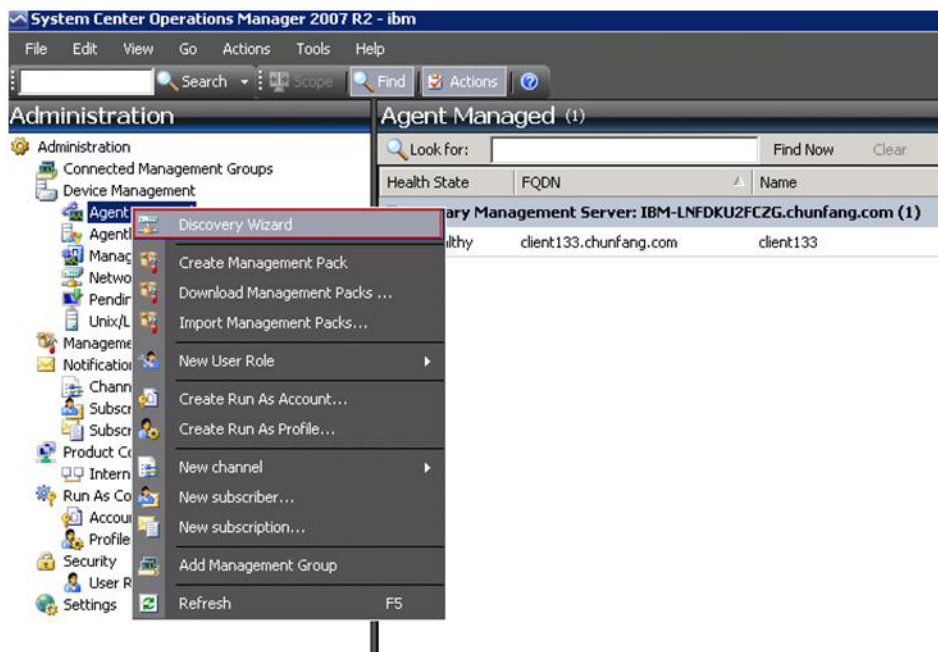 System Center Operations Manager 2007 R2 - ibm
File Edit View Go Actions Tools Help
Search Scope Find Actions
Administration
Agent Managed (1)
Look for: Find Now Clear
Health State FQDN Name
ary Management Server: IBM-LNFDKU2FCZG.chunfang.com (1)
lthy client133.chunfang.com client133
Administration
Connected Management Groups
Device Management
Agent
Agentl
Manag
Netwo
Pendin
Unix/L
Manageme
Notification
Chann
Subscr
Subscr
Product Co
Intern
Run As Co
Accou
Profile
Security
User R
Settings
Discovery Wizard
Create Management Pack
Download Management Packs ...
Import Management Packs...
New User Role
Create Run As Account...
Create Run As Profile...
New channel
New subscriber...
New subscription...
Add Management Group
Refresh F5